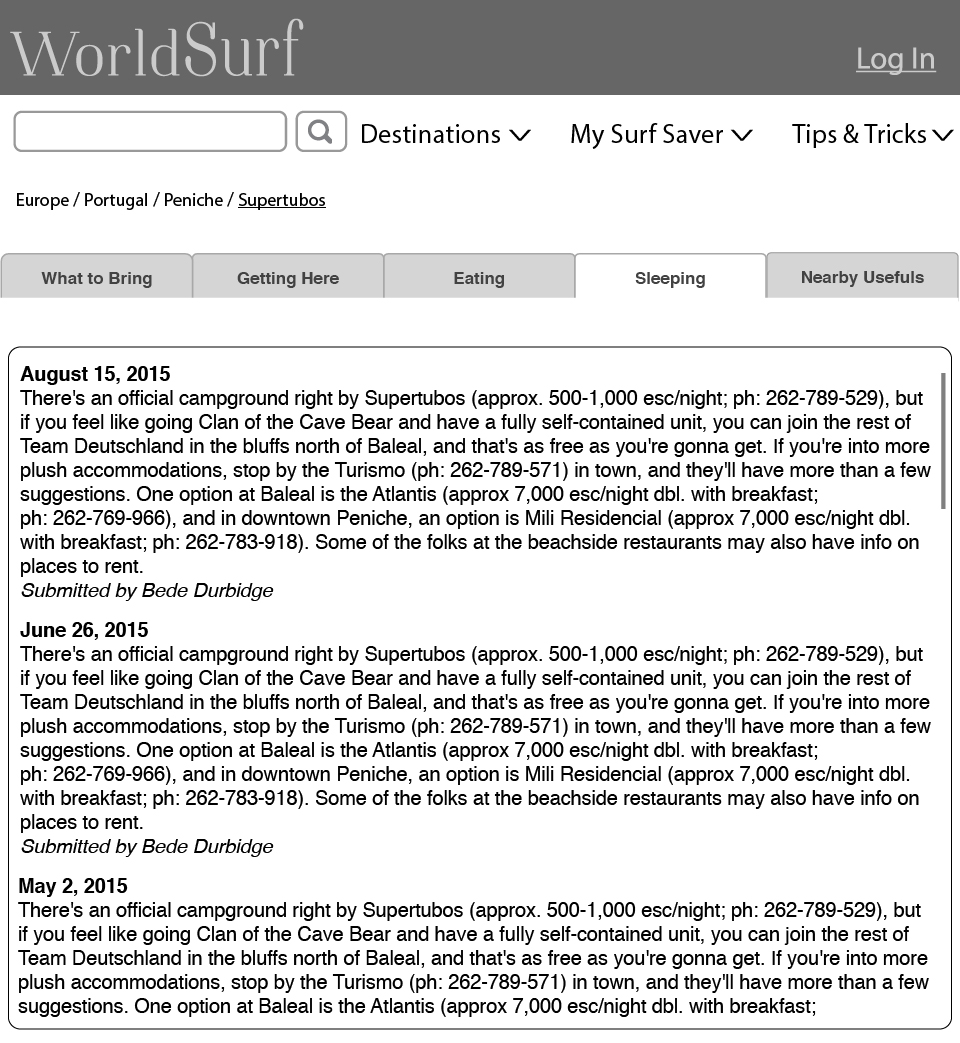 WorldSurf
Log In
Destinations
My Surf Saver
Tips & Tricks
Europe / Portugal / Peniche / Supertubos
What to Bring
Getting Here
Eating
Sleeping
Nearby Usefuls
August 15, 2015
There's an official campground right by Supertubos (approx. 500-1,000 esc/night; ph: 262-789-529), but
if you feel like going Clan of the Cave Bear and have a fully self-contained unit, you can join the rest of
Team Deutschland in the bluffs north of Baleal, and that's as free as you're gonna get. If you're into more
plush accommodations, stop by the Turismo (ph: 262-789-571) in town, and they'll have more than a few
suggestions. One option at Baleal is the Atlantis (approx 7,000 esc/night dbl. with breakfast;
ph: 262-769-966), and in downtown Peniche, an option is Mili Residencial (approx 7,000 esc/night dbl.
with breakfast; ph: 262-783-918). Some of the folks at the beachside restaurants may also have info on
places to rent.
Submitted by Bede Durbidge
June 26, 2015
There's an official campground right by Supertubos (approx. 500-1,000 esc/night; ph: 262-789-529), but
if you feel like going Clan of the Cave Bear and have a fully self-contained unit, you can join the rest of
Team Deutschland in the bluffs north of Baleal, and that's as free as you're gonna get. If you're into more
plush accommodations, stop by the Turismo (ph: 262-789-571) in town, and they'll have more than a few
suggestions. One option at Baleal is the Atlantis (approx 7,000 esc/night dbl. with breakfast;
ph: 262-769-966), and in downtown Peniche, an option is Mili Residencial (approx 7,000 esc/night dbl.
with breakfast; ph: 262-783-918). Some of the folks at the beachside restaurants may also have info on
places to rent.
Submitted by Bede Durbidge
May 2, 2015
There's an official campground right by Supertubos (approx. 500-1,000 esc/night; ph: 262-789-529), but
if you feel like going Clan of the Cave Bear and have a fully self-contained unit, you can join the rest of
Team Deutschland in the bluffs north of Baleal, and that's as free as you're gonna get. If you're into more
plush accommodations, stop by the Turismo (ph: 262-789-571) in town, and they'll have more than a few
suggestions. One option at Baleal is the Atlantis (approx 7,000 esc/night dbl. with breakfast;